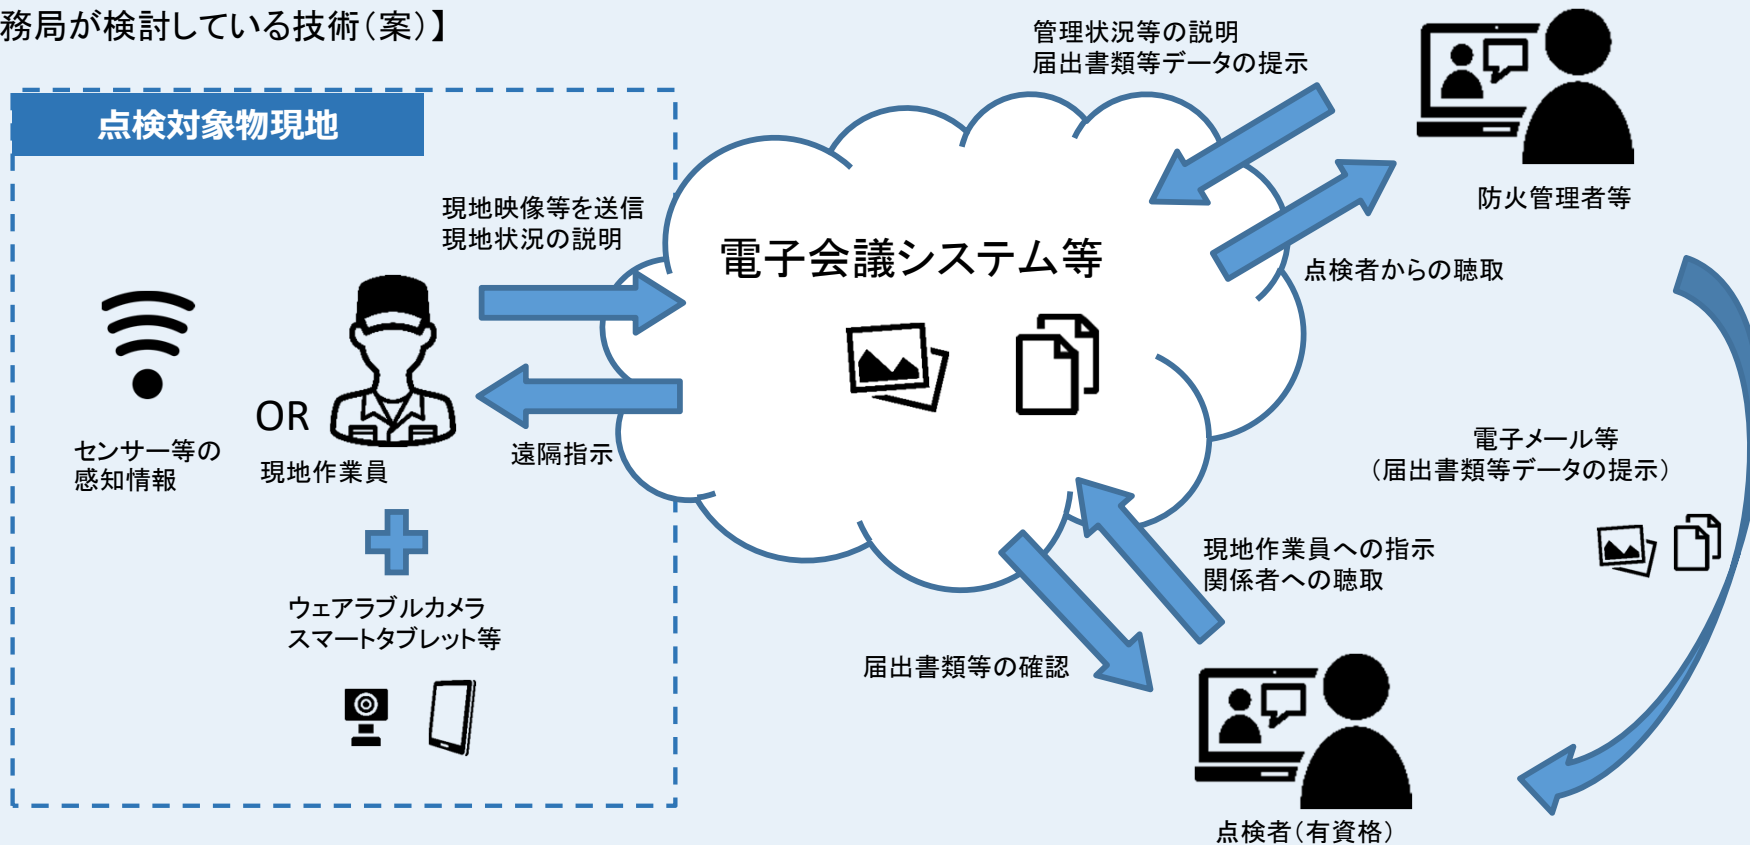 務局が検討している技術(案)】
点検対象物現地
管理状況等の説明
届出書類等データの提示
防火管理者等
現地映像等を送信
現地状況の説明
電子会議システム等
点検者からの聴取
OR
センサー等の
感知情報
現地作業員
遠隔指示
電子メール等
(届出書類等データの提示)
ウェアラブルカメラ
スマートタブレット等
現地作業員への指示
関係者への聴取
届出書類等の確認
点検者(有資格)